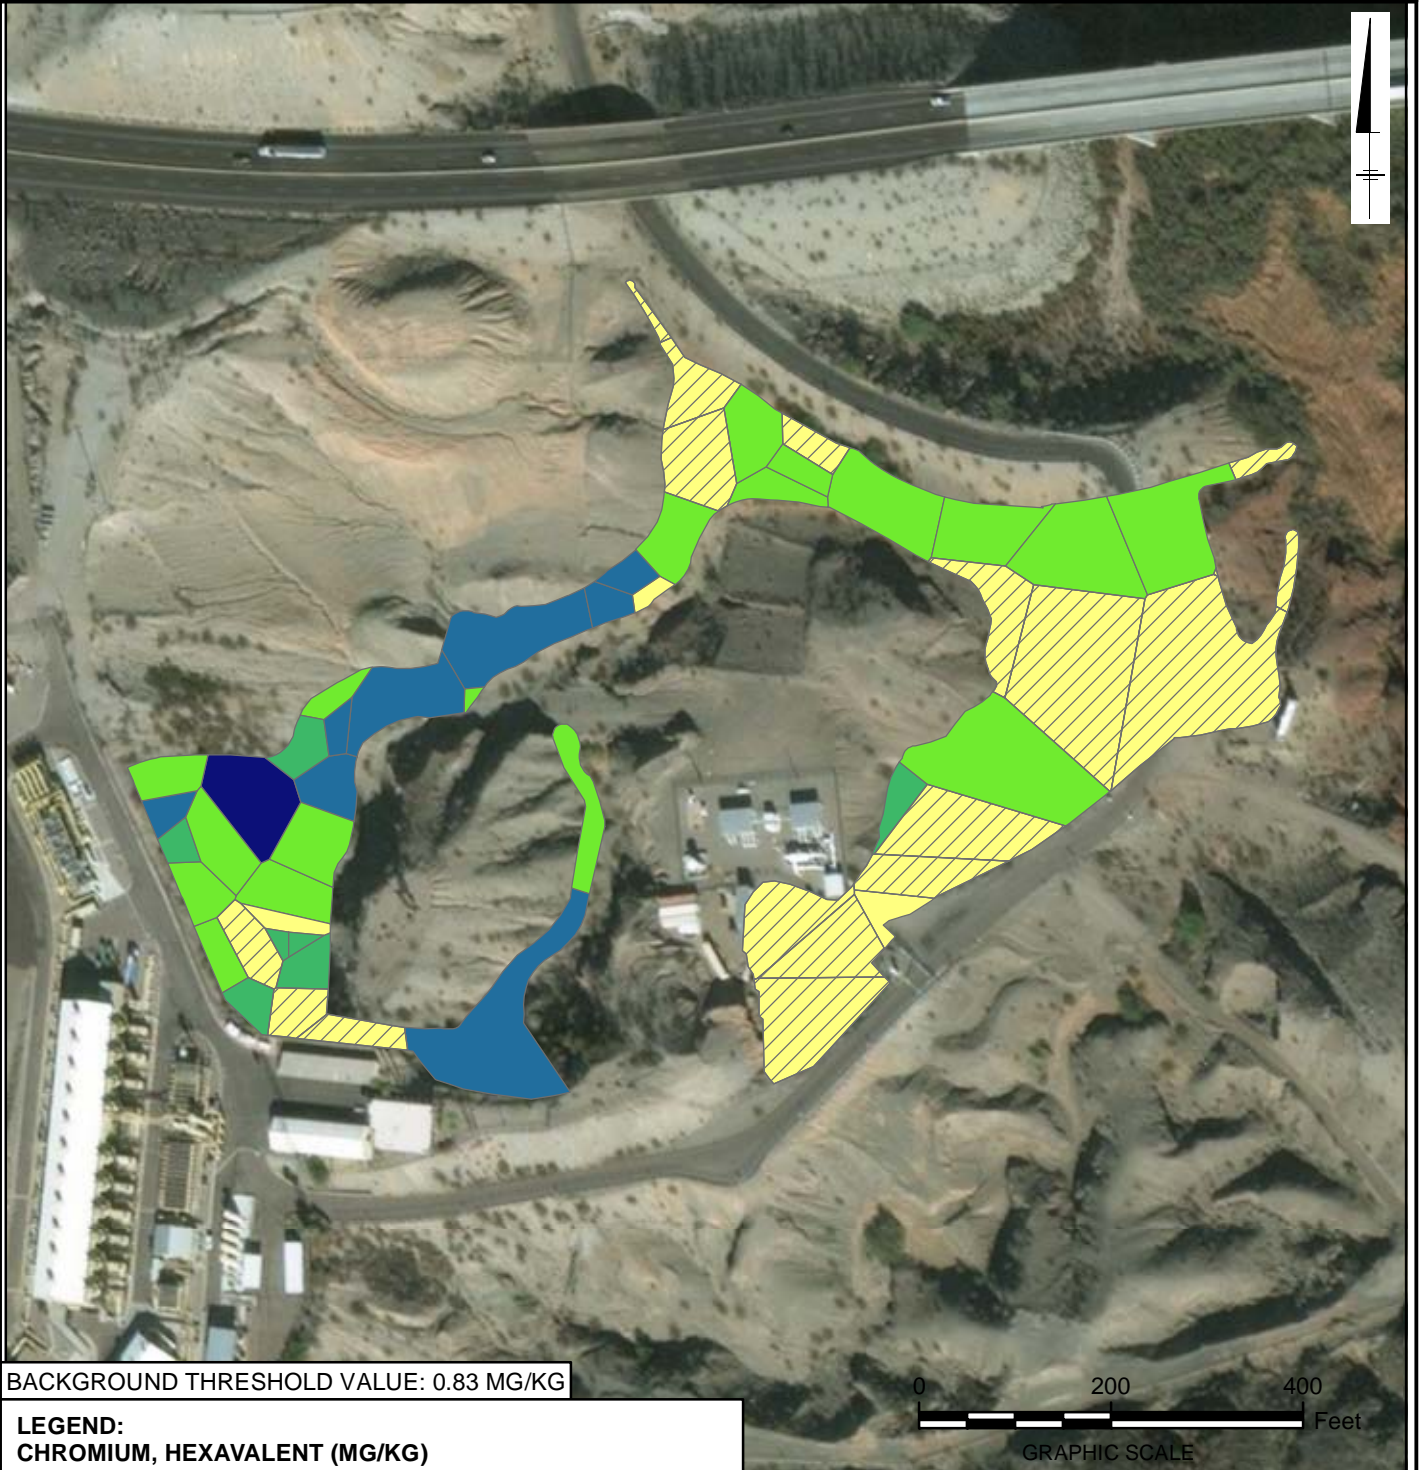 BACKGROUND THRESHOLD VALUE: 0.83 MG/KG
LEGEND:
CHROMIUM, HEXAVALENT (MG/KG)
0 200 400
Feet
GRAPHIC SCALE